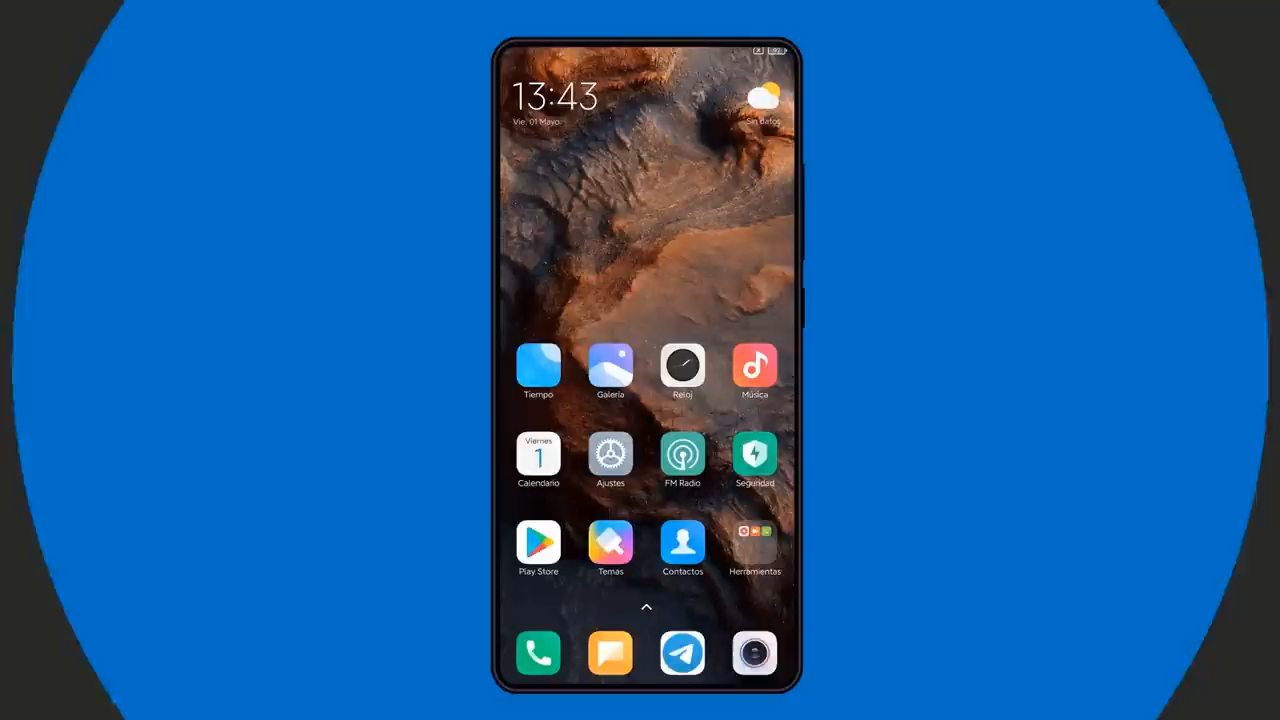 13:43
Vie. 01 Mayo
Sin datos
Tiempo
Galería
Reloj
Música
Viernes
1
Calendario
Ajustes
FM Radio
Seguridad
Play Store
Temas
Contactos
Herramientas